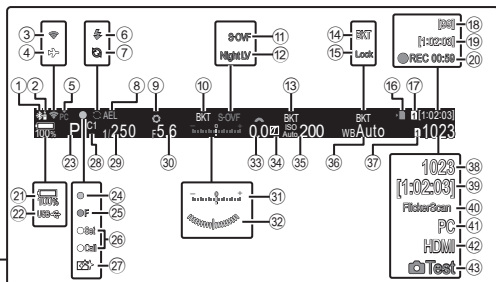 ③
④
⑥
⑦
S-OVF ⑪
Night LV ⑫
⑭ BKT
⑮ Lock
[99] ⑱
[1:02:03] ⑲
REC 00:59 ⑳
① ② ⑤ ⑧ ⑨ ⑩ ⑬ ⑯ ⑰
PC AEL BKT S-OVF BKT [1:02:03]
100% P C1 1/250 F5.6 0.0 ISO Auto 200 WB Auto 1023
㉓ ㉘ ㉙ ㉚ ㉝ ㉞ ㉟ ㊱ ㊲
㉑ 100%
㉒ USB
㉔
F ㉕
Set
Call ㉖
㉗
㉛
㉜
1023 ㊳
[1:02:03] ㊴
FlickerScan ㊵
PC ㊶
HDMI ㊷
Test ㊸